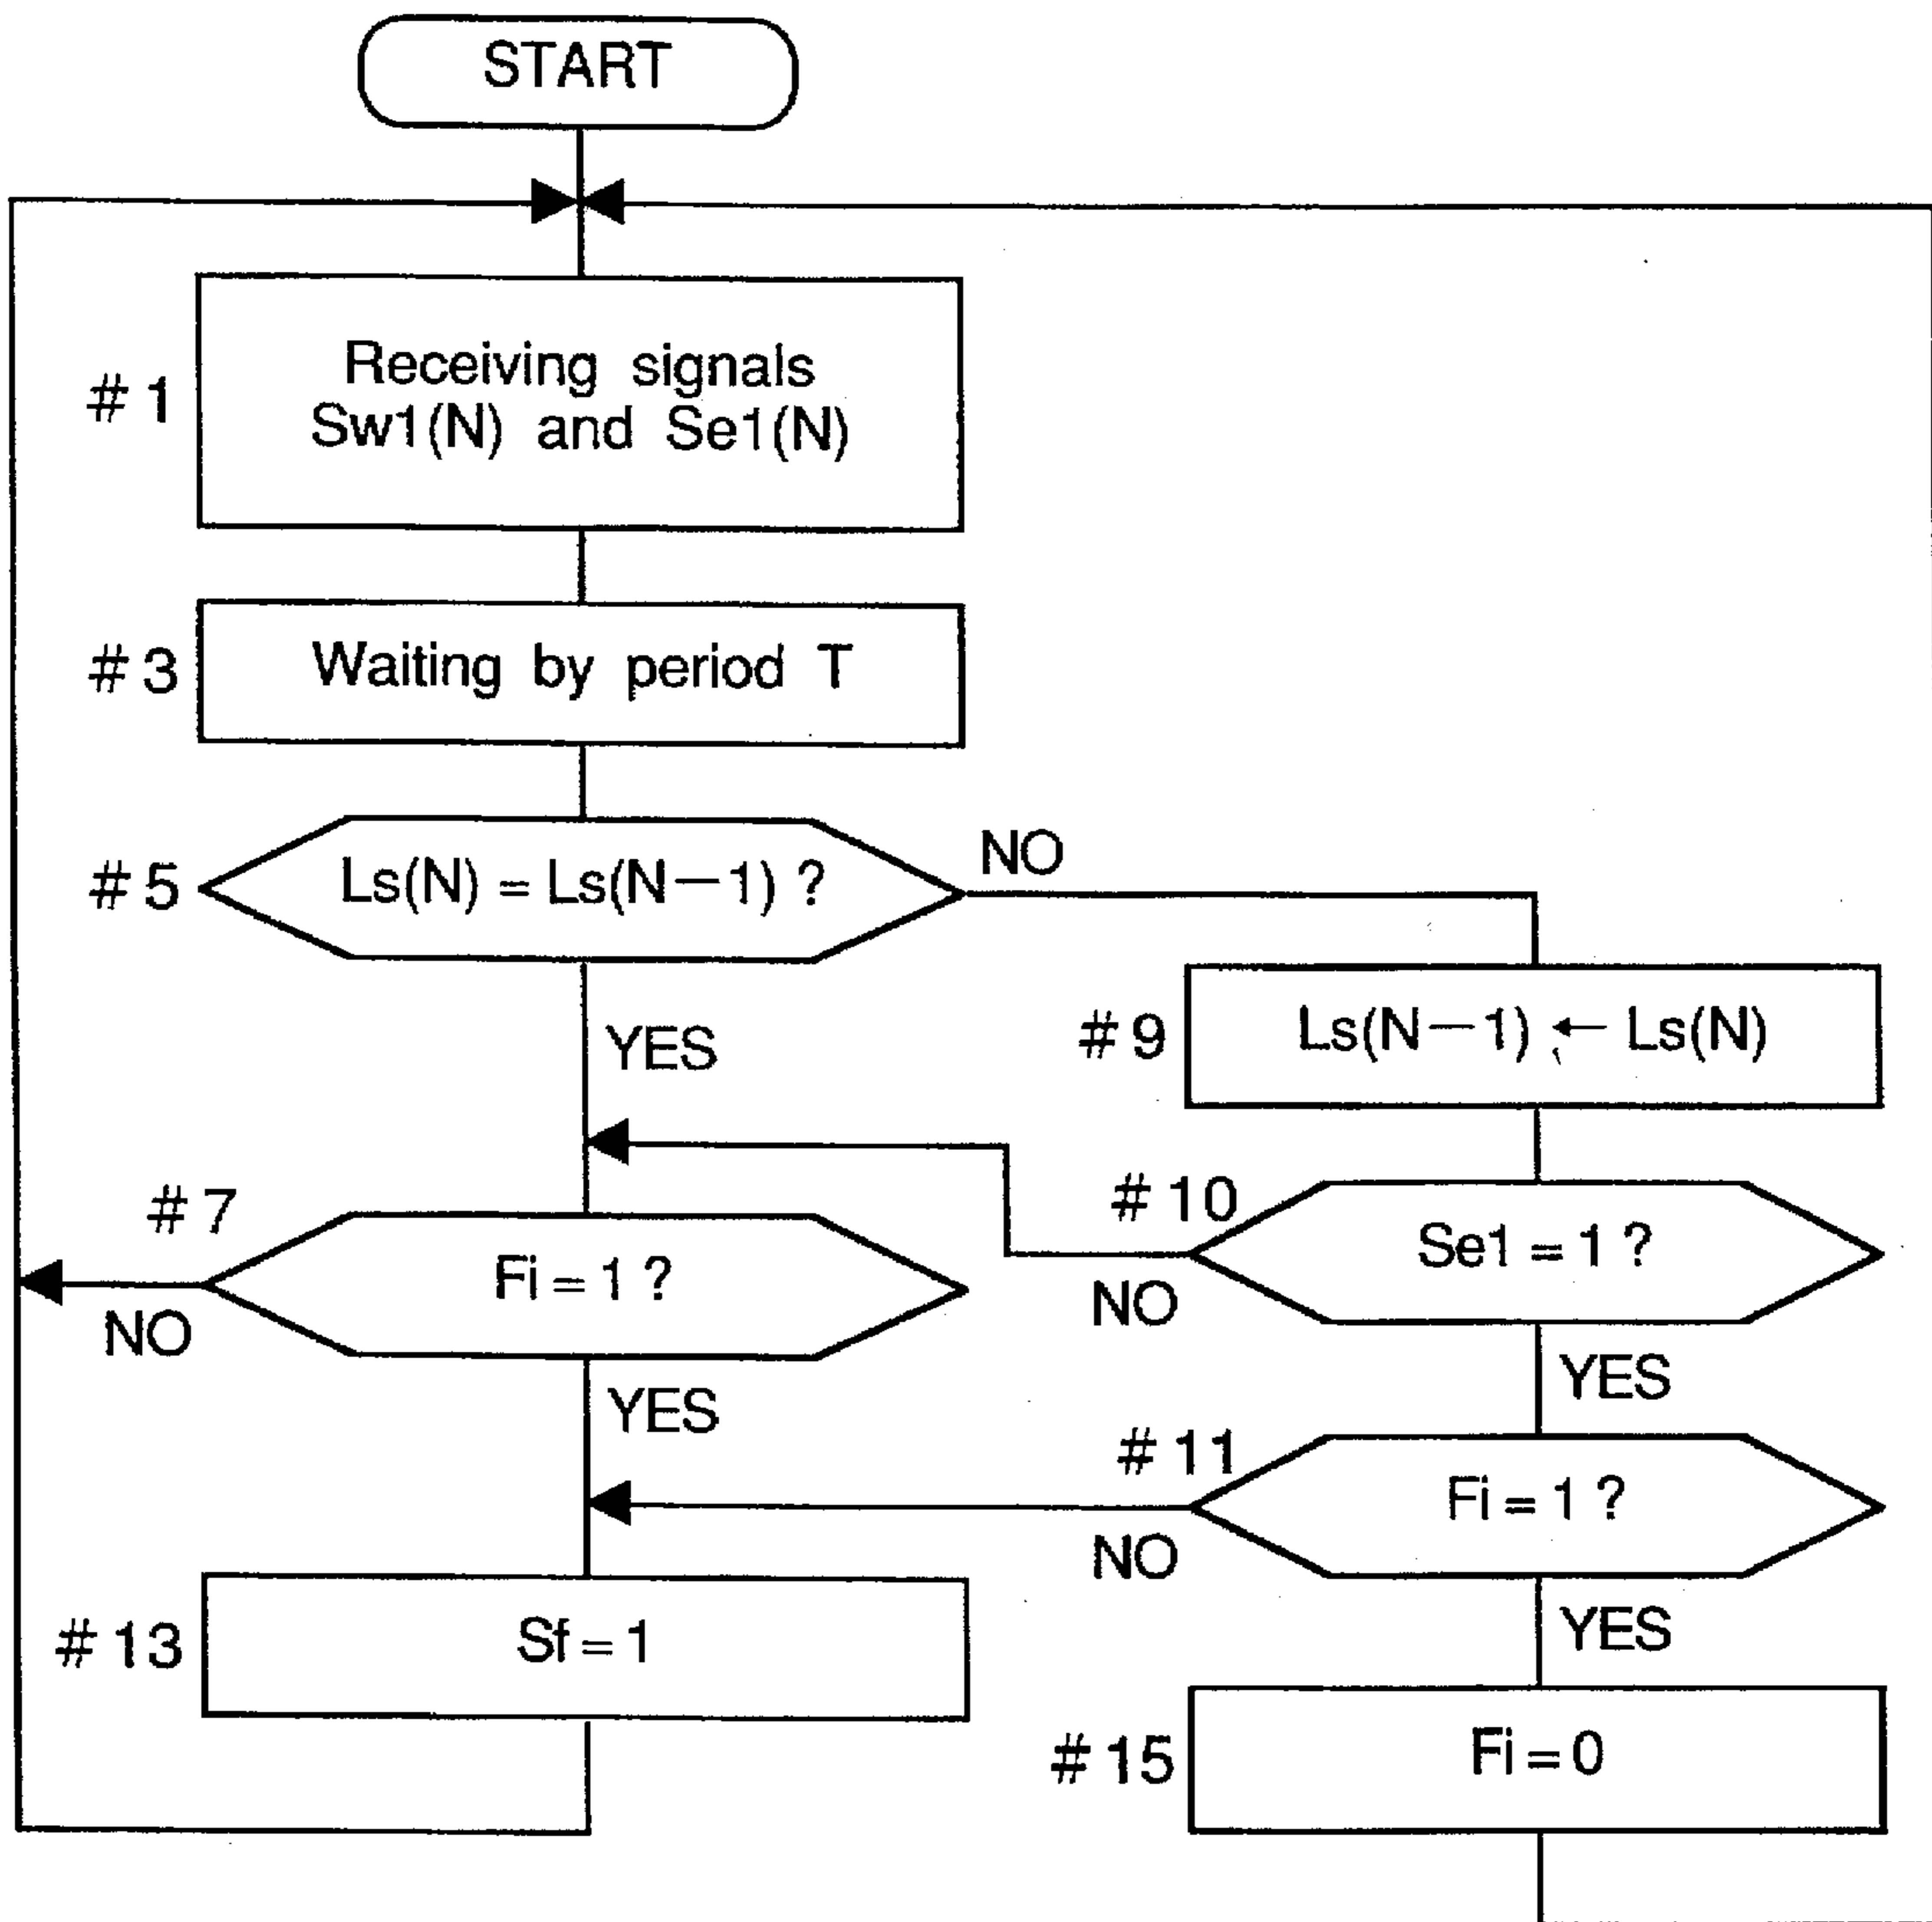 START
#1
Receiving signals
Sw1(N) and Se1(N)
#3
Waiting by period T
#5
Ls(N) = Ls(N−1) ?
NO
YES
#9
Ls(N−1) ← Ls(N)
#7
Fi = 1 ?
NO
YES
#10
Se1 = 1 ?
NO
YES
#11
Fi = 1 ?
NO
YES
#13
Sf = 1
#15
Fi = 0